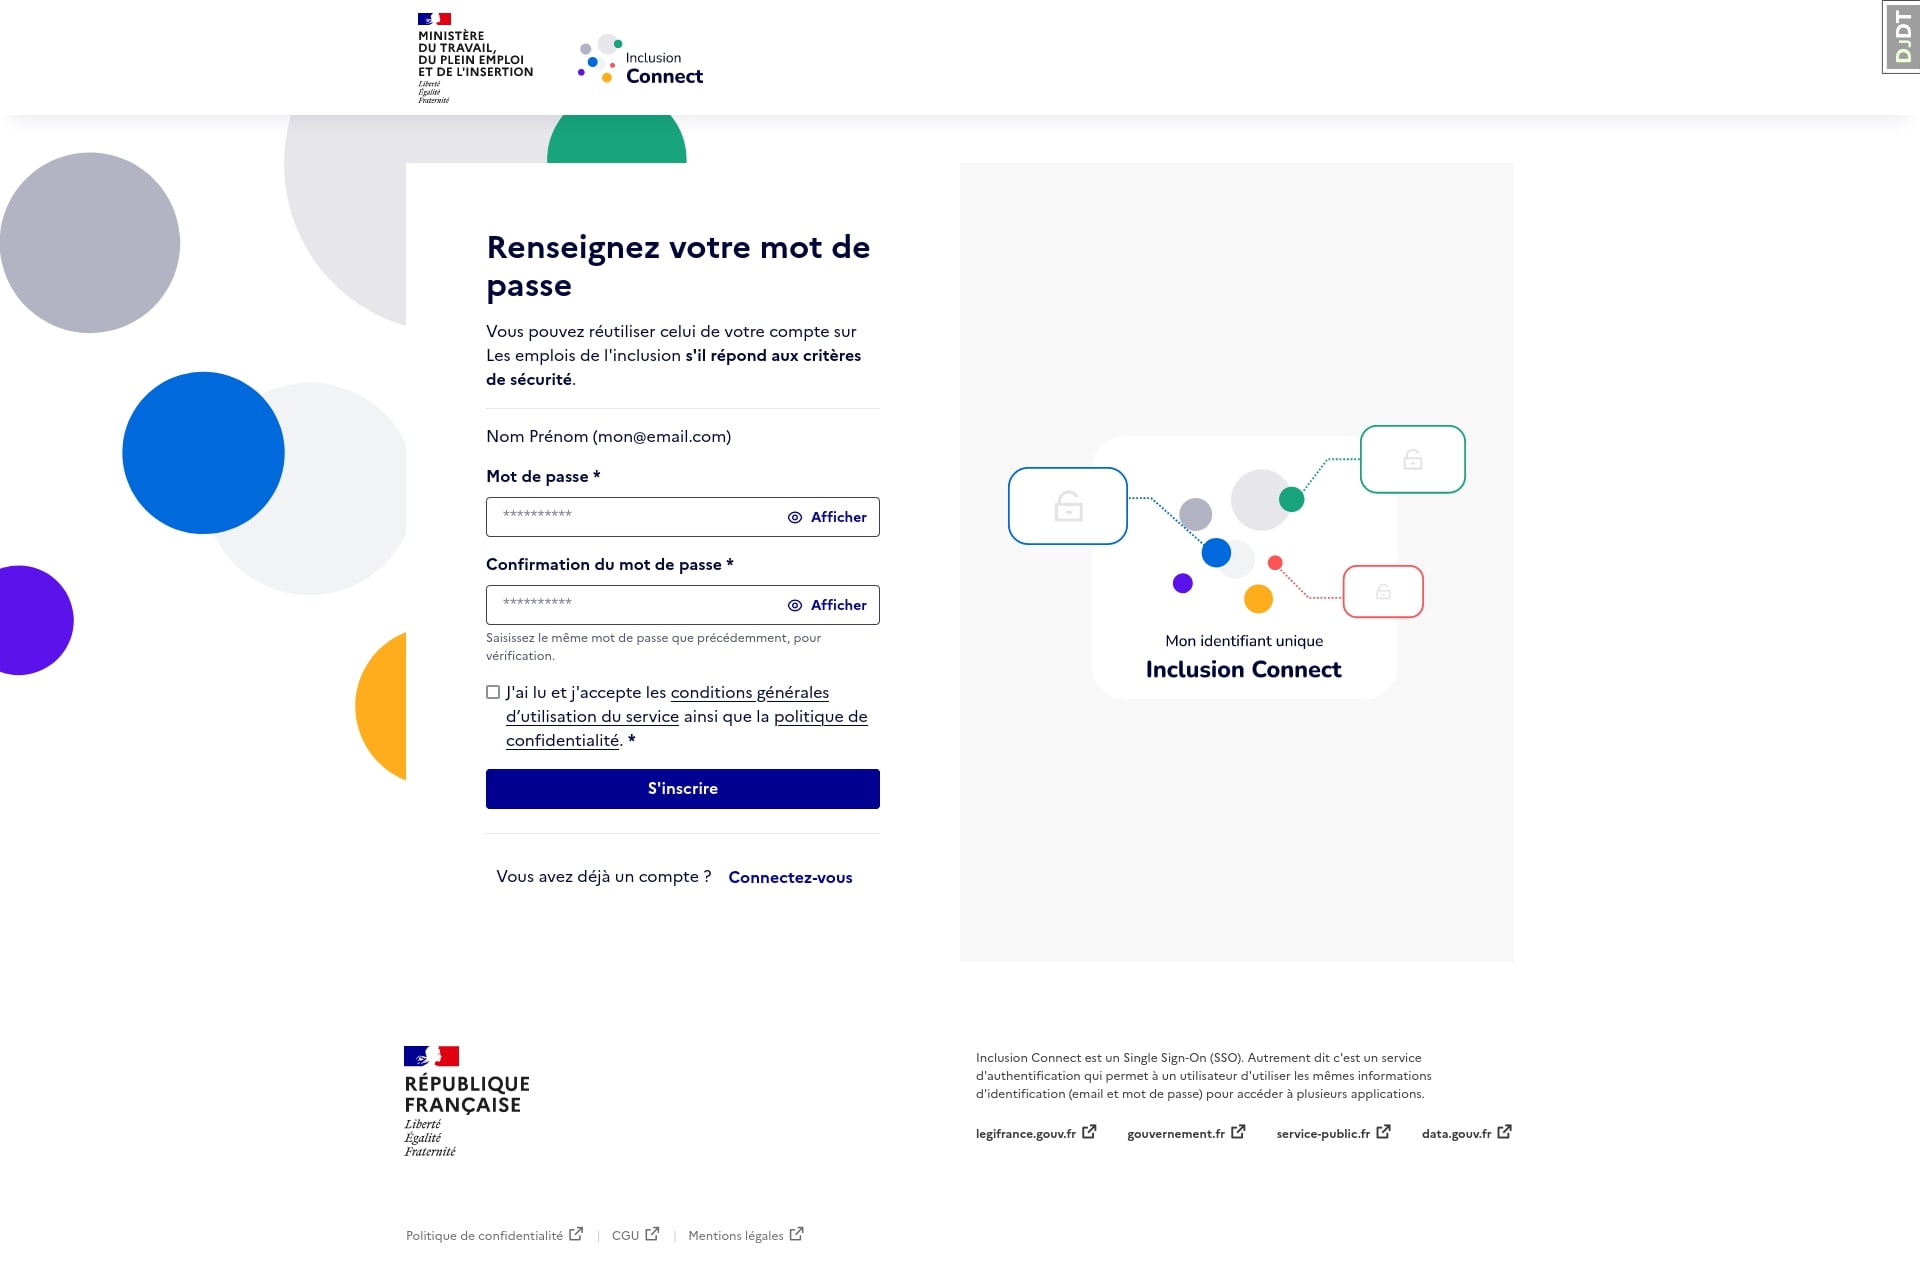 MINISTÈRE
DU TRAVAIL,
DU PLEIN EMPLOI
ET DE L'INSERTION
Liberté
Égalité
Fraternité
Inclusion
Connect
DJDT
Renseignez votre mot de
passe
Vous pouvez réutiliser celui de votre compte sur
Les emplois de l'inclusion s'il répond aux critères
de sécurité.
Nom Prénom (mon@email.com)
Mot de passe *
********** Afficher
Confirmation du mot de passe *
********** Afficher
Saisissez le même mot de passe que précédemment, pour
vérification.
J'ai lu et j'accepte les conditions générales
d’utilisation du service ainsi que la politique de
confidentialité. *
S'inscrire
Vous avez déjà un compte ? Connectez-vous
Mon identifiant unique
Inclusion Connect
RÉPUBLIQUE
FRANÇAISE
Liberté
Égalité
Fraternité
Inclusion Connect est un Single Sign-On (SSO). Autrement dit c'est un service
d'authentification qui permet à un utilisateur d'utiliser les mêmes informations
d'identification (email et mot de passe) pour accéder à plusieurs applications.
legifrance.gouv.fr gouvernement.fr service-public.fr data.gouv.fr
Politique de confidentialité | CGU | Mentions légales